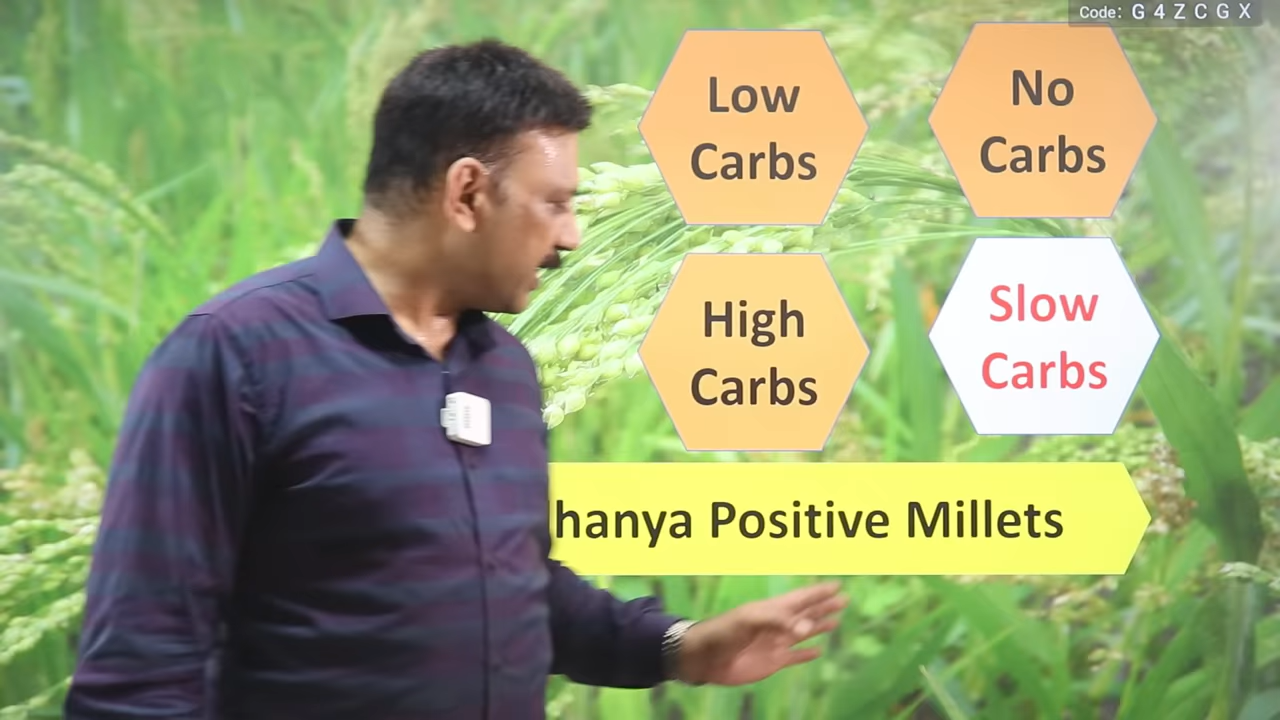 Code: G 4 Z C G X
Low
Carbs
No
Carbs
High
Carbs
Slow
Carbs
hanya Positive Millets